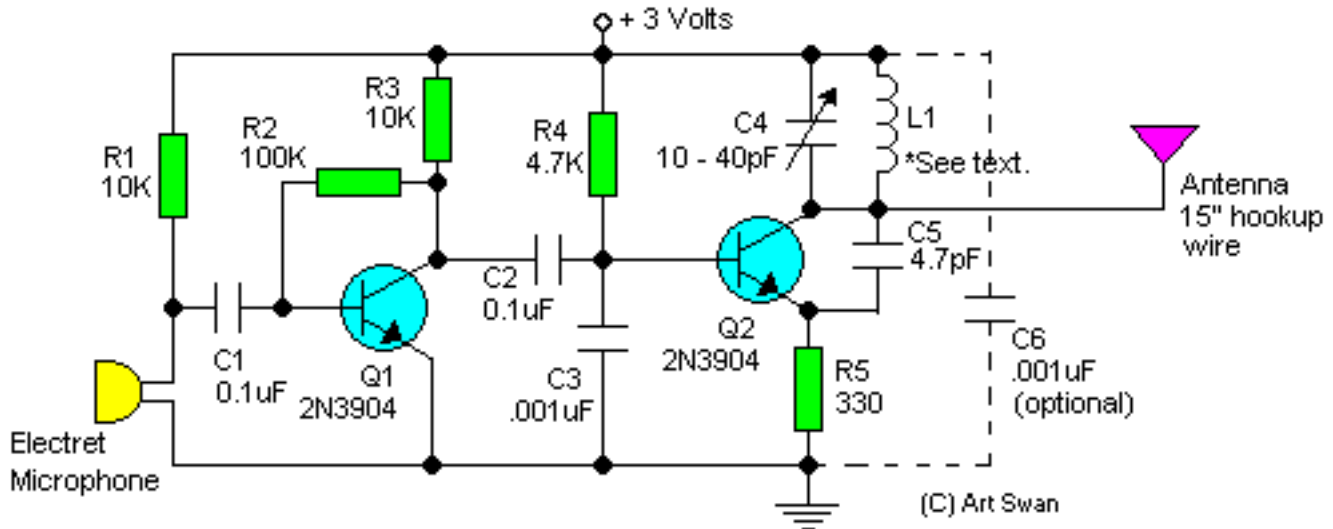 + 3 Volts
R1
10K
R2
100K
R3
10K
R4
4.7K
C4
10 - 40pF
L1
*See text.
Antenna
15" hookup
wire
C5
4.7pF
C2
0.1uF
C1
0.1uF
Q1
2N3904
C3
.001uF
Q2
2N3904
R5
330
C6
.001uF
(optional)
Electret
Microphone
(C) Art Swan